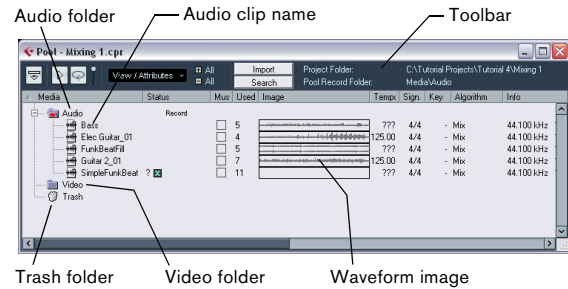 Audio folder
Audio clip name
Toolbar
Pool - Mixing 1.cpr
View / Attributes
All
All
Import
Search
Project Folder: C:\Tutorial Projects\Tutorial 4\Mixing 1
Pool Record Folder: Media\Audio
Media Status Mus Used Image Tempo Sign. Key Algorithm Info
Audio Record
Bass 5 ??? 4/4 - Mix 44.100 kHz
Elec Guitar_01 4 125.00 4/4 - Mix 44.100 kHz
FunkBeatFill 5 ??? 4/4 - Mix 44.100 kHz
Guitar 2_01 7 125.00 4/4 - Mix 44.100 kHz
SimpleFunkBeat ? X 11 ??? 4/4 - Mix 44.100 kHz
Video
Trash
Trash folder
Video folder
Waveform image